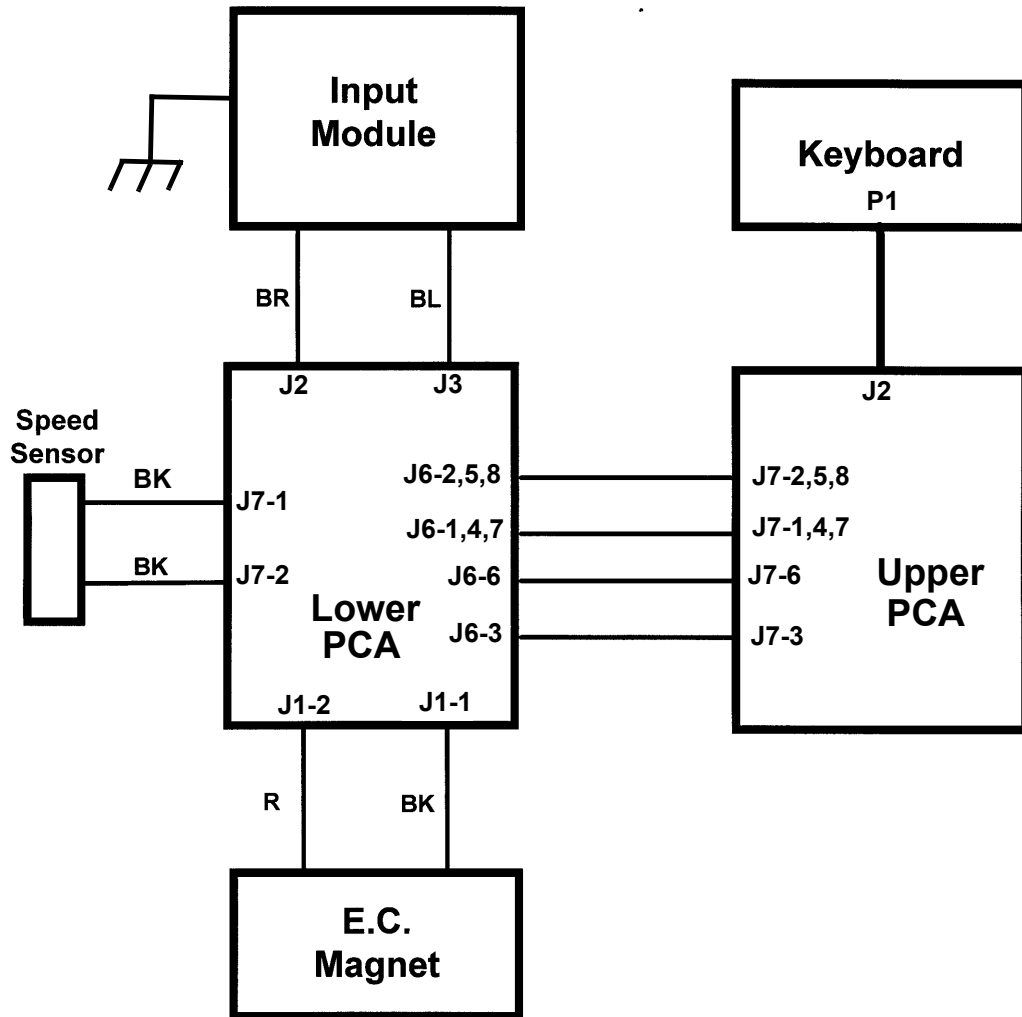 Input
Module
Keyboard
P1
BR
BL
J2
J3
J2
Speed
Sensor
BK
BK
J7-1
J7-2
J6-2,5,8
J6-1,4,7
J6-6
J6-3
Lower
PCA
J7-2,5,8
J7-1,4,7
J7-6
J7-3
Upper
PCA
J1-2
J1-1
R
BK
E.C.
Magnet